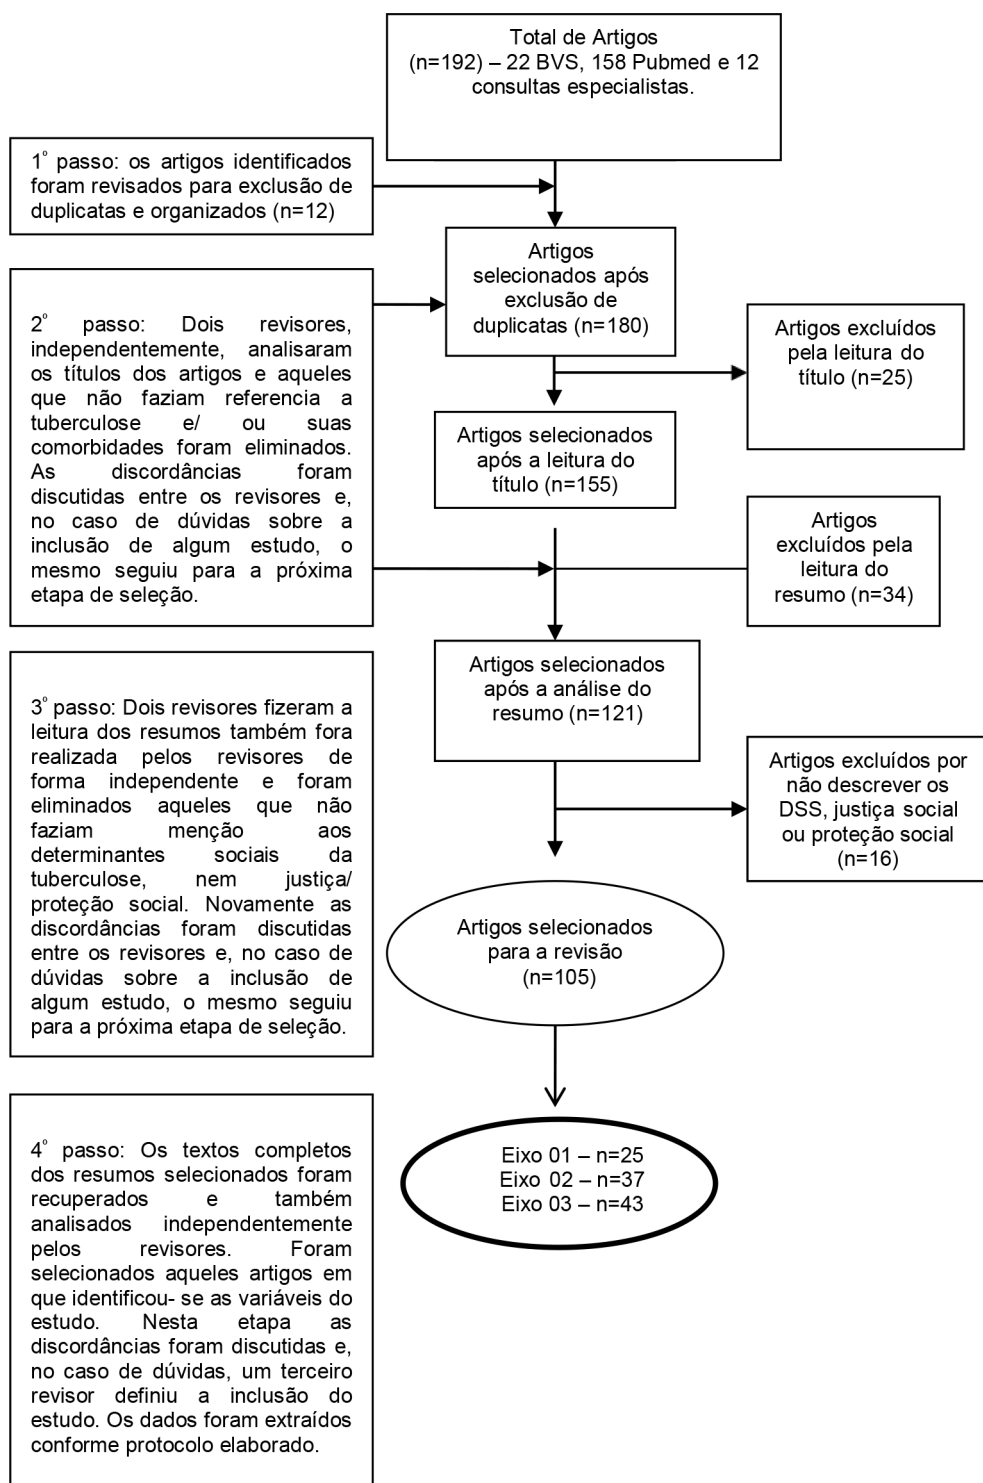 Total de Artigos
(n=192) – 22 BVS, 158 Pubmed e 12
consultas especialistas.
1º passo: os artigos identificados
foram revisados para exclusão de
duplicatas e organizados (n=12)
Artigos
selecionados após
exclusão de
duplicatas (n=180)
2º passo: Dois revisores,
independentemente, analisaram
os títulos dos artigos e aqueles
que não faziam referencia a
tuberculose e/ ou suas
comorbidades foram eliminados.
As discordâncias foram
discutidas entre os revisores e,
no caso de dúvidas sobre a
inclusão de algum estudo, o
mesmo seguiu para a próxima
etapa de seleção.
Artigos excluídos
pela leitura do
título (n=25)
Artigos selecionados
após a leitura do
título (n=155)
Artigos
excluídos pela
leitura do
resumo (n=34)
Artigos selecionados
após a análise do
resumo (n=121)
3º passo: Dois revisores fizeram a
leitura dos resumos também fora
realizada pelos revisores de
forma independente e foram
eliminados aqueles que não
faziam menção aos
determinantes sociais da
tuberculose, nem justiça/
proteção social. Novamente as
discordâncias foram discutidas
entre os revisores e, no caso de
dúvidas sobre a inclusão de
algum estudo, o mesmo seguiu
para a próxima etapa de seleção.
Artigos excluídos por
não descrever os
DSS, justiça social
ou proteção social
(n=16)
Artigos selecionados
para a revisão
(n=105)
4º passo: Os textos completos
dos resumos selecionados foram
recuperados e também
analisados independentemente
pelos revisores. Foram
selecionados aqueles artigos em
que identificou- se as variáveis do
estudo. Nesta etapa as
discordâncias foram discutidas e,
no caso de dúvidas, um terceiro
revisor definiu a inclusão do
estudo. Os dados foram extraídos
conforme protocolo elaborado.
Eixo 01 – n=25
Eixo 02 – n=37
Eixo 03 – n=43